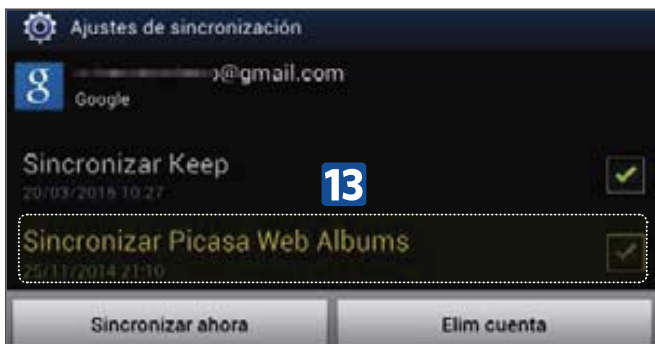 Ajustes de sincronización
@gmail.com
g
Google
Sincronizar Keep
20/03/2016 10:27
13
Sincronizar Picasa Web Albums
25/11/2014 21:10
Sincronizar ahora
Elim cuenta